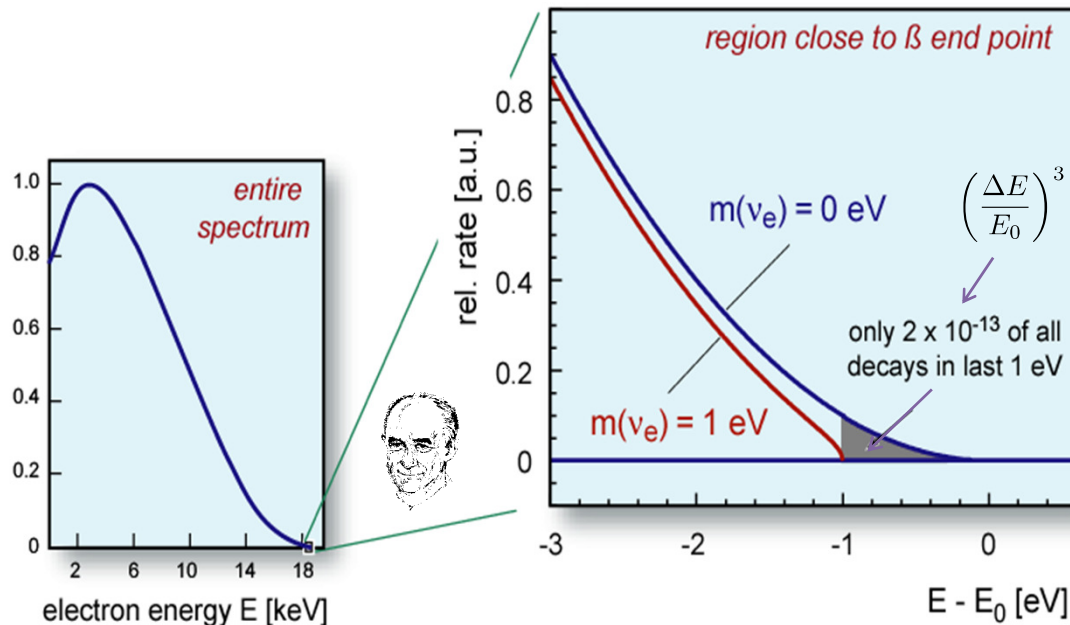 entire
spectrum
1.0
0.8
0.6
0.4
0.2
0
2 6 10 14 18
electron energy E [keV]
region close to ß end point
rel. rate [a.u.]
0.8
0.6
0.4
0.2
0
m(νe) = 0 eV
m(νe) = 1 eV
(ΔE/E0)^3
only 2 x 10^-13 of all
decays in last 1 eV
-3 -2 -1 0
E - E0 [eV]